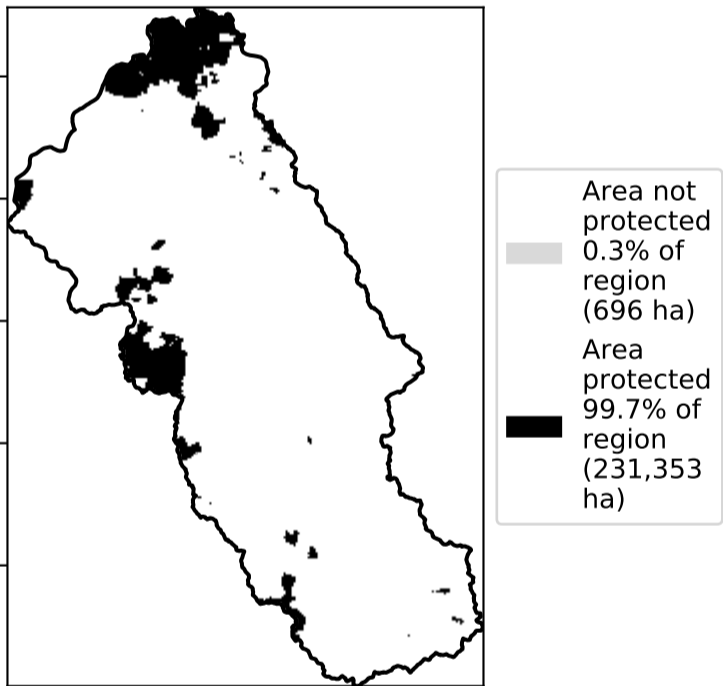 Area not
protected
0.3% of
region
(696 ha)
Area
protected
99.7% of
region
(231,353
ha)